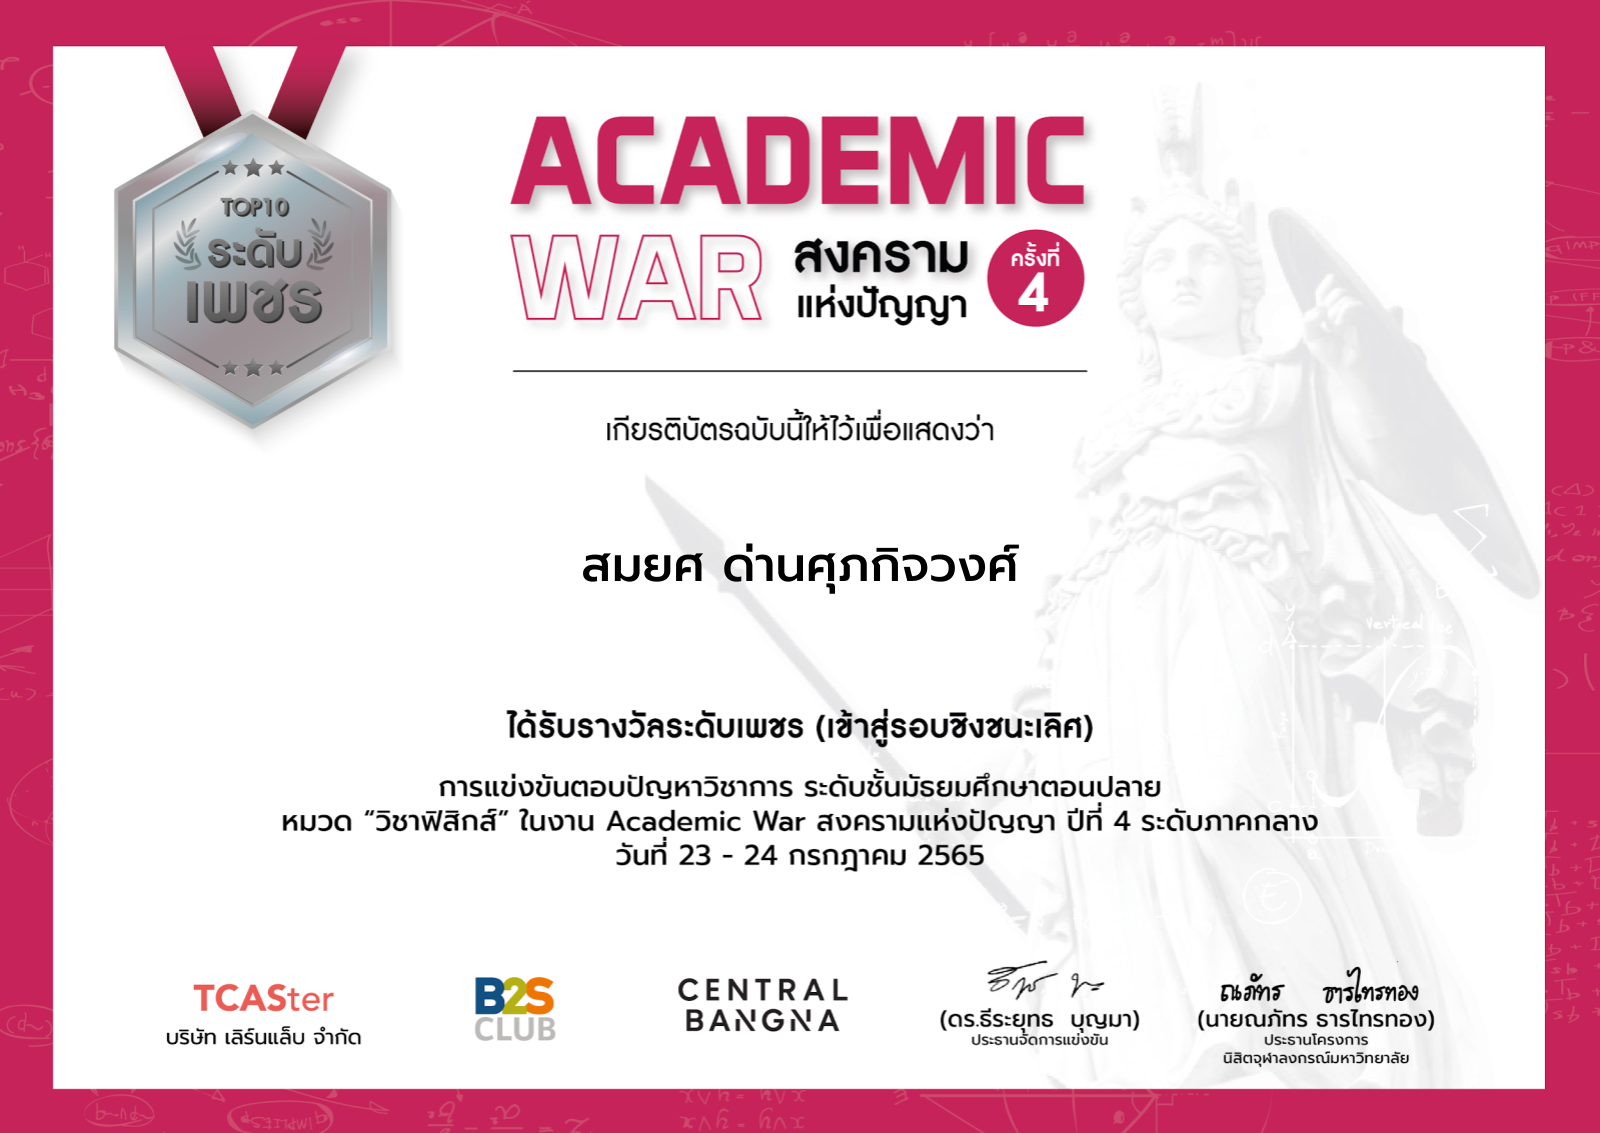 TOP10
ระดับ
เพชร
ACADEMIC
WAR
สงคราม
แห่งปัญญา
ครั้งที่
4
เกียรติบัตรฉบับนี้ให้ไว้เพื่อแสดงว่า
สมยศ ด่านศุภกิจวงศ์
ได้รับรางวัลระดับเพชร (เข้าสู่รอบชิงชนะเลิศ)
การแข่งขันตอบปัญหาวิชาการ ระดับชั้นมัธยมศึกษาตอนปลาย
หมวด “วิชาฟิสิกส์” ในงาน Academic War สงครามแห่งปัญญา ปีที่ 4 ระดับภาคกลาง
วันที่ 23 - 24 กรกฎาคม 2565
TCASter
บริษัท เลิร์นแล็บ จำกัด
B2S
CLUB
CENTRAL
BANGNA
(ดร.ธีระยุทธ บุญมา)
ประธานจัดการแข่งขัน
ณภัทร ธารไทรทอง
(นายณภัทร ธารไทรทอง)
ประธานโครงการ
นิสิตจุฬาลงกรณ์มหาวิทยาลัย